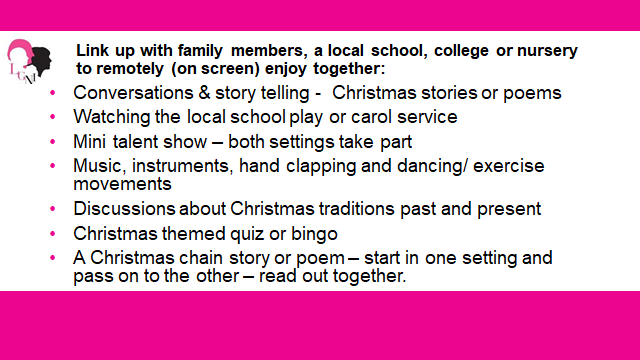 LGM
Link up with family members, a local school, college or nursery
to remotely (on screen) enjoy together:
• Conversations & story telling - Christmas stories or poems
• Watching the local school play or carol service
• Mini talent show – both settings take part
• Music, instruments, hand clapping and dancing/ exercise
movements
• Discussions about Christmas traditions past and present
• Christmas themed quiz or bingo
• A Christmas chain story or poem – start in one setting and
pass on to the other – read out together.